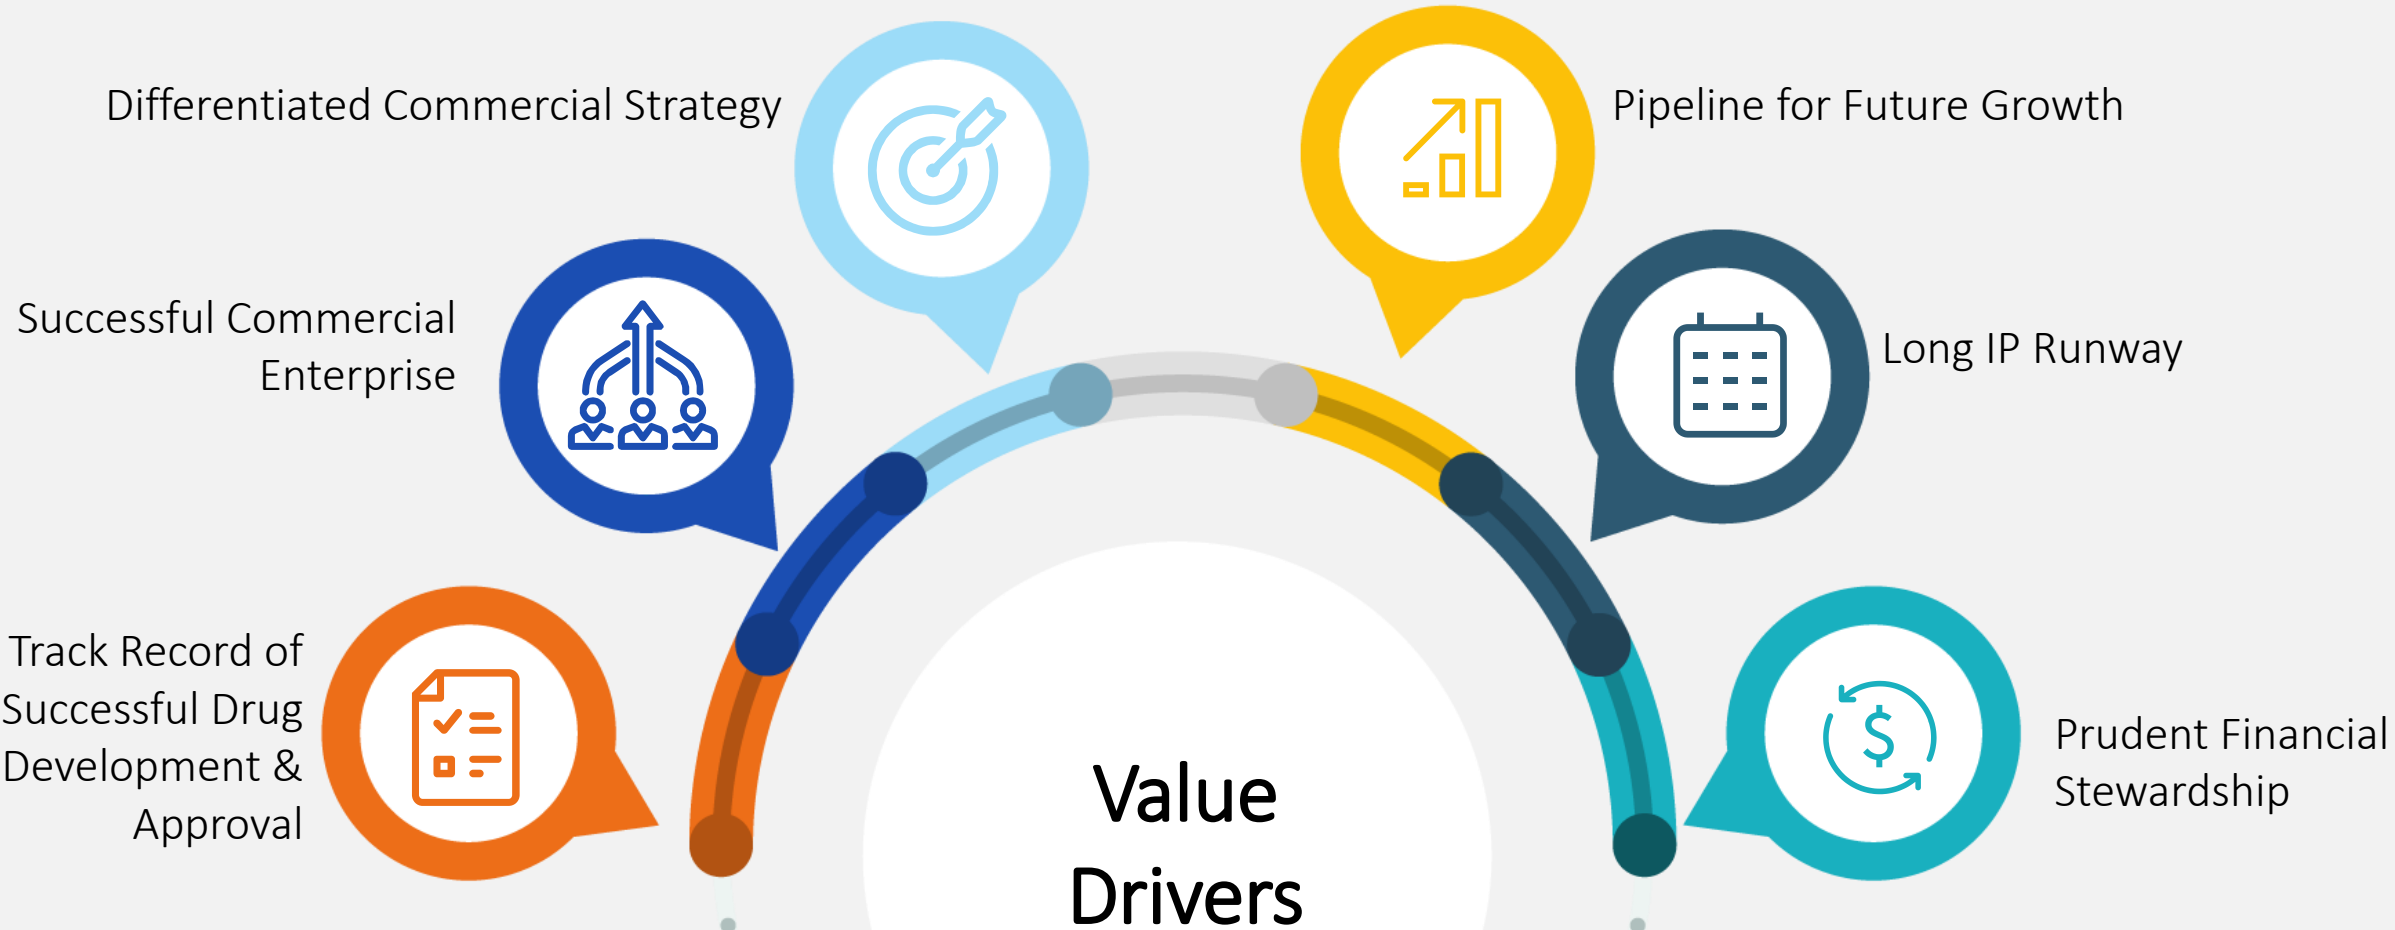 Differentiated Commercial Strategy
Pipeline for Future Growth
Successful Commercial
Enterprise
Long IP Runway
Track Record of
Successful Drug
Development &
Approval
Prudent Financial
Stewardship
Value
Drivers
$